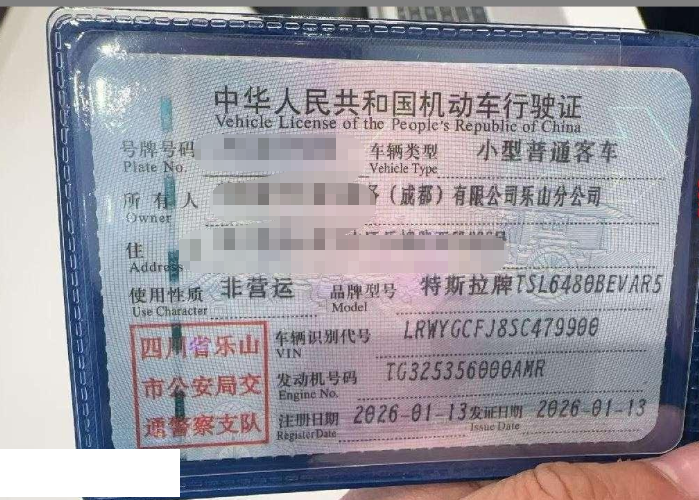 中华人民共和国机动车行驶证
Vehicle License of the People's Republic of China
号牌号码 车辆类型 小型普通客车
Plate No. Vehicle Type
所有人 (成都)有限公司乐山分公司
Owner
住
Address
使用性质 非营运 品牌型号 特斯拉牌TSL6480BEVAR5
Use Character Model
四川省乐山
市公安局交
通警察支队
车辆识别代号 LRWYGCFJ8SC479900
VIN
发动机号码 TG325356000AMR
Engine No.
注册日期 2026-01-13 发证日期 2026-01-13
Register Date Issue Date